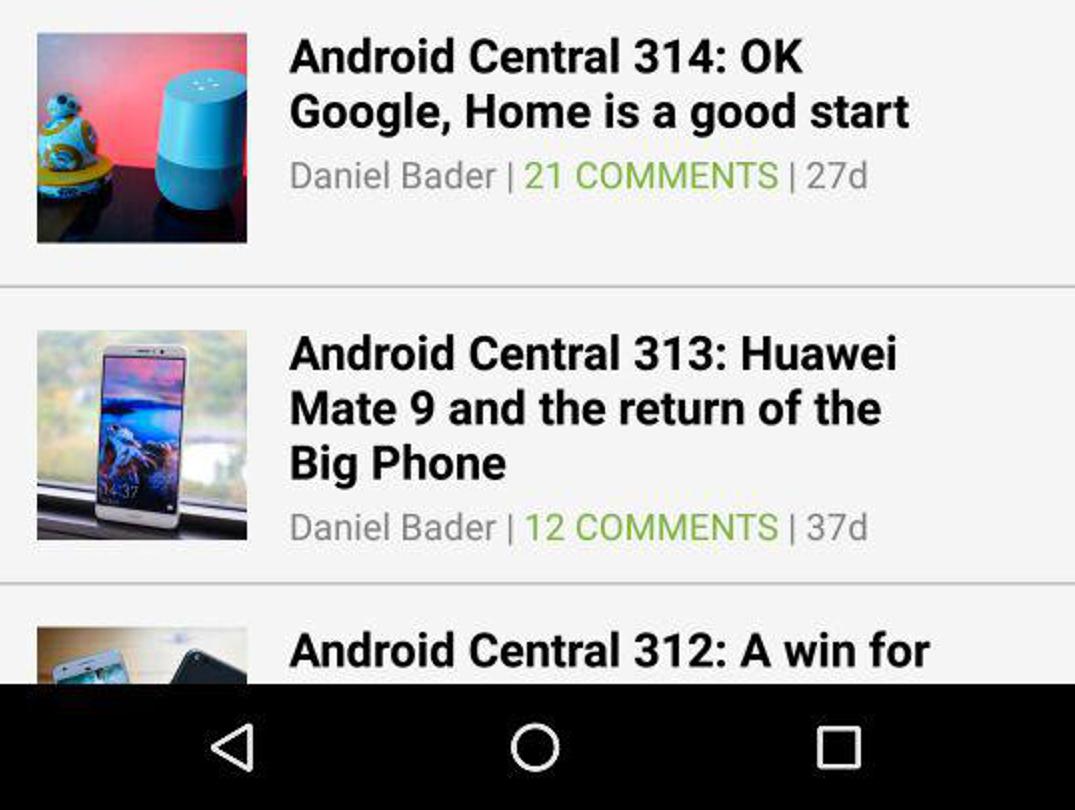 Android Central 314: OK
Google, Home is a good start
Daniel Bader | 21 COMMENTS | 27d
Android Central 313: Huawei
Mate 9 and the return of the
Big Phone
Daniel Bader | 12 COMMENTS | 37d
14:37
Android Central 312: A win for